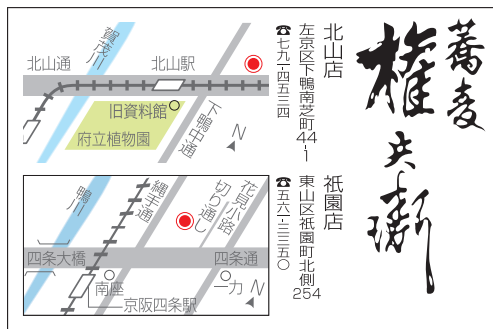 蕎麦
権兵衛
北山店
左京区下鴨南芝町44-1
☎七九一四五三四
祇園店
東山区祇園町北側254
☎五六一三三五〇
賀茂川
北山通
北山駅
旧資料館
府立植物園
下鴨中通
N
鴨川
縄手通
切り通し
花見小路
四条大橋
四条通
南座
一力
京阪四条駅
N